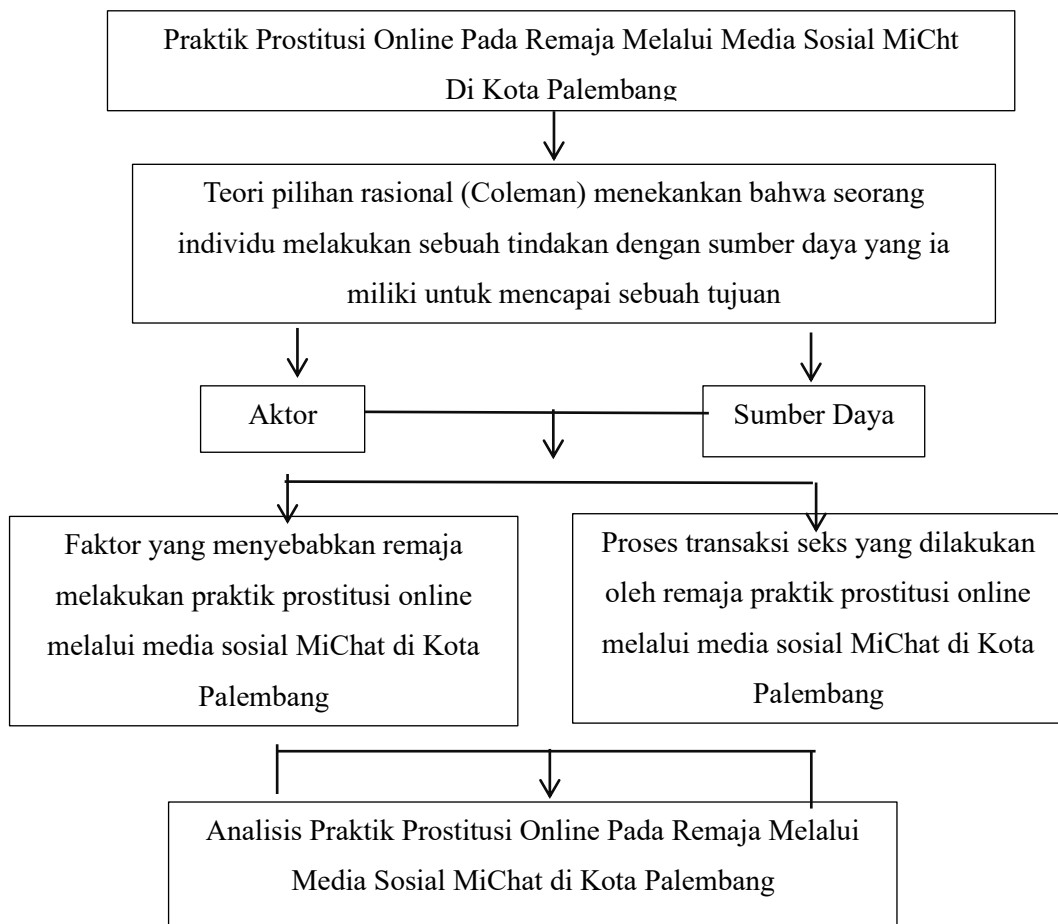 Praktik Prostitusi Online Pada Remaja Melalui Media Sosial MiCht
Di Kota Palembang
Teori pilihan rasional (Coleman) menekankan bahwa seorang
individu melakukan sebuah tindakan dengan sumber daya yang ia
miliki untuk mencapai sebuah tujuan
Aktor
Sumber Daya
Faktor yang menyebabkan remaja
melakukan praktik prostitusi online
melalui media sosial MiChat di Kota
Palembang
Proses transaksi seks yang dilakukan
oleh remaja praktik prostitusi online
melalui media sosial MiChat di Kota
Palembang
Analisis Praktik Prostitusi Online Pada Remaja Melalui
Media Sosial MiChat di Kota Palembang